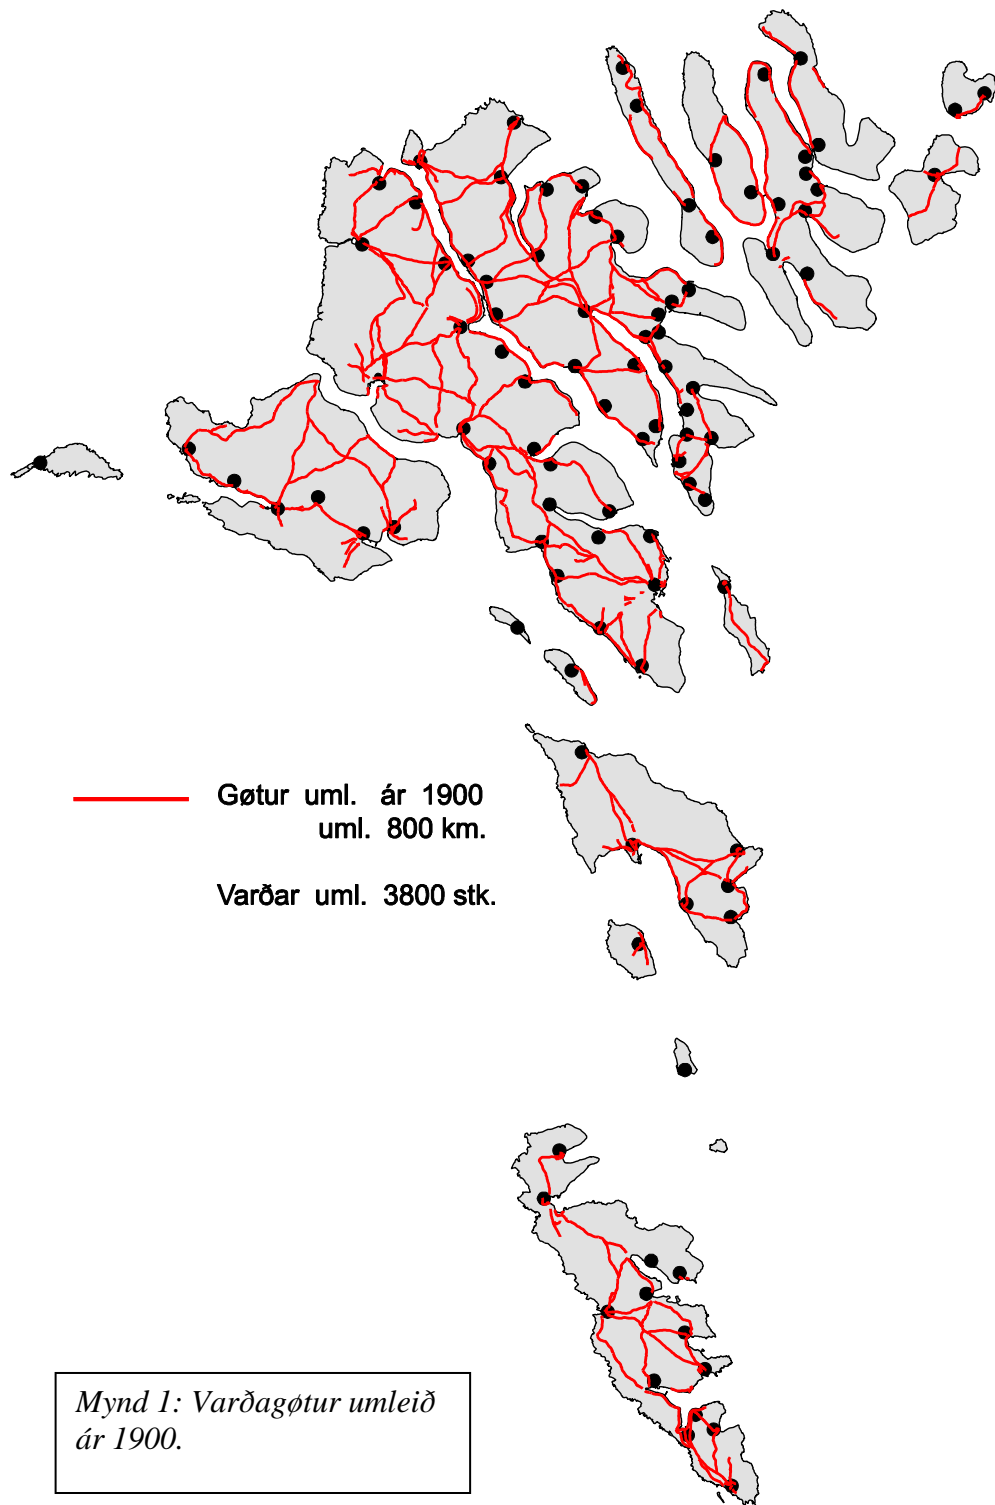 Gøtur uml. ár 1900
uml. 800 km.
Varðar uml. 3800 stk.
Mynd 1: Varðagøtur umleið
ár 1900.